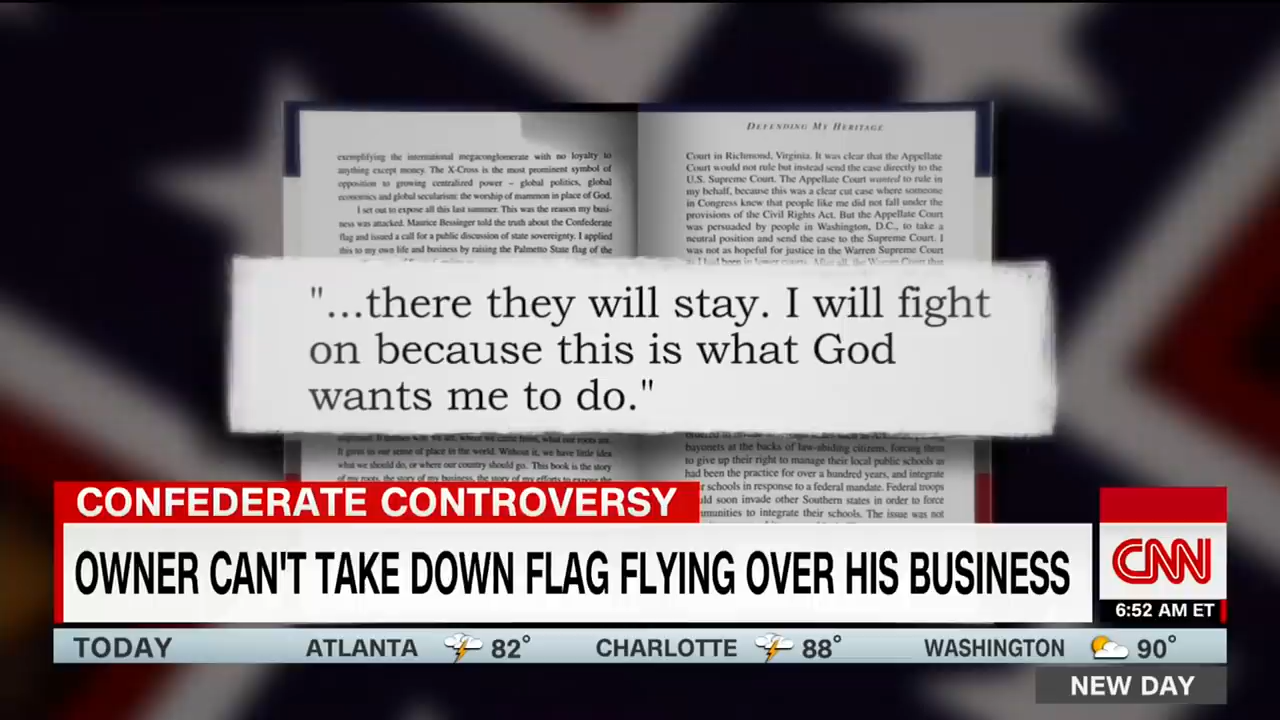 exemplifying the international megaconglomerate with no loyalty to
anything except money. The X-Cross is the most prominent symbol of
opposition to growing centralized power – global politics, global
economics and global secularism: the worship of mammon in place of God.
I set out to expose all this last summer. This was the reason my busi-
ness was attacked. Maurice Bessinger told the truth about the Confederate
flag and issued a call for a public discussion of state sovereignty. I applied
this to my own life and business by raising the Palmetto State flag of the
DEFENDING MY HERITAGE
Court in Richmond, Virginia. It was clear that the Appellate
Court would not rule but instead send the case directly to the
U.S. Supreme Court. The Appellate Court wanted to rule in
my behalf, because this was a clear cut case where someone
in Congress knew that people like me did not fall under the
provisions of the Civil Rights Act. But the Appellate Court
was persuaded by people in Washington, D.C., to take a
neutral position and send the case to the Supreme Court. I
was not as hopeful for justice in the Warren Supreme Court
"...there they will stay. I will fight
on because this is what God
wants me to do."
It gives us our sense of place in the world. Without it, we have little idea
what we should do, or where our country should go. This book is the story
of my roots, the story of my business, the story of my efforts to expose the
bayonets at the backs of law-abiding citizens, forcing them
to give up their right to manage their local public schools as
had been the practice for over a hundred years, and integrate
schools in response to a federal mandate. Federal troops
soon invade other Southern states in order to force
to integrate their schools. The issue was not
CONFEDERATE CONTROVERSY
OWNER CAN'T TAKE DOWN FLAG FLYING OVER HIS BUSINESS
CNN
6:52 AM ET
TODAY ATLANTA 82° CHARLOTTE 88° WASHINGTON 90°
NEW DAY